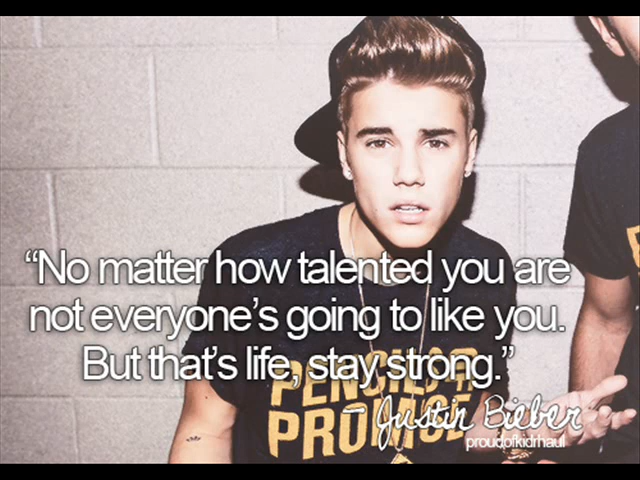 “No matter how talented you are
not everyone’s going to like you.
But that’s life, stay strong.”
– Justin Bieber
proudofkidrhaul
PENCILS OF
PROMISE